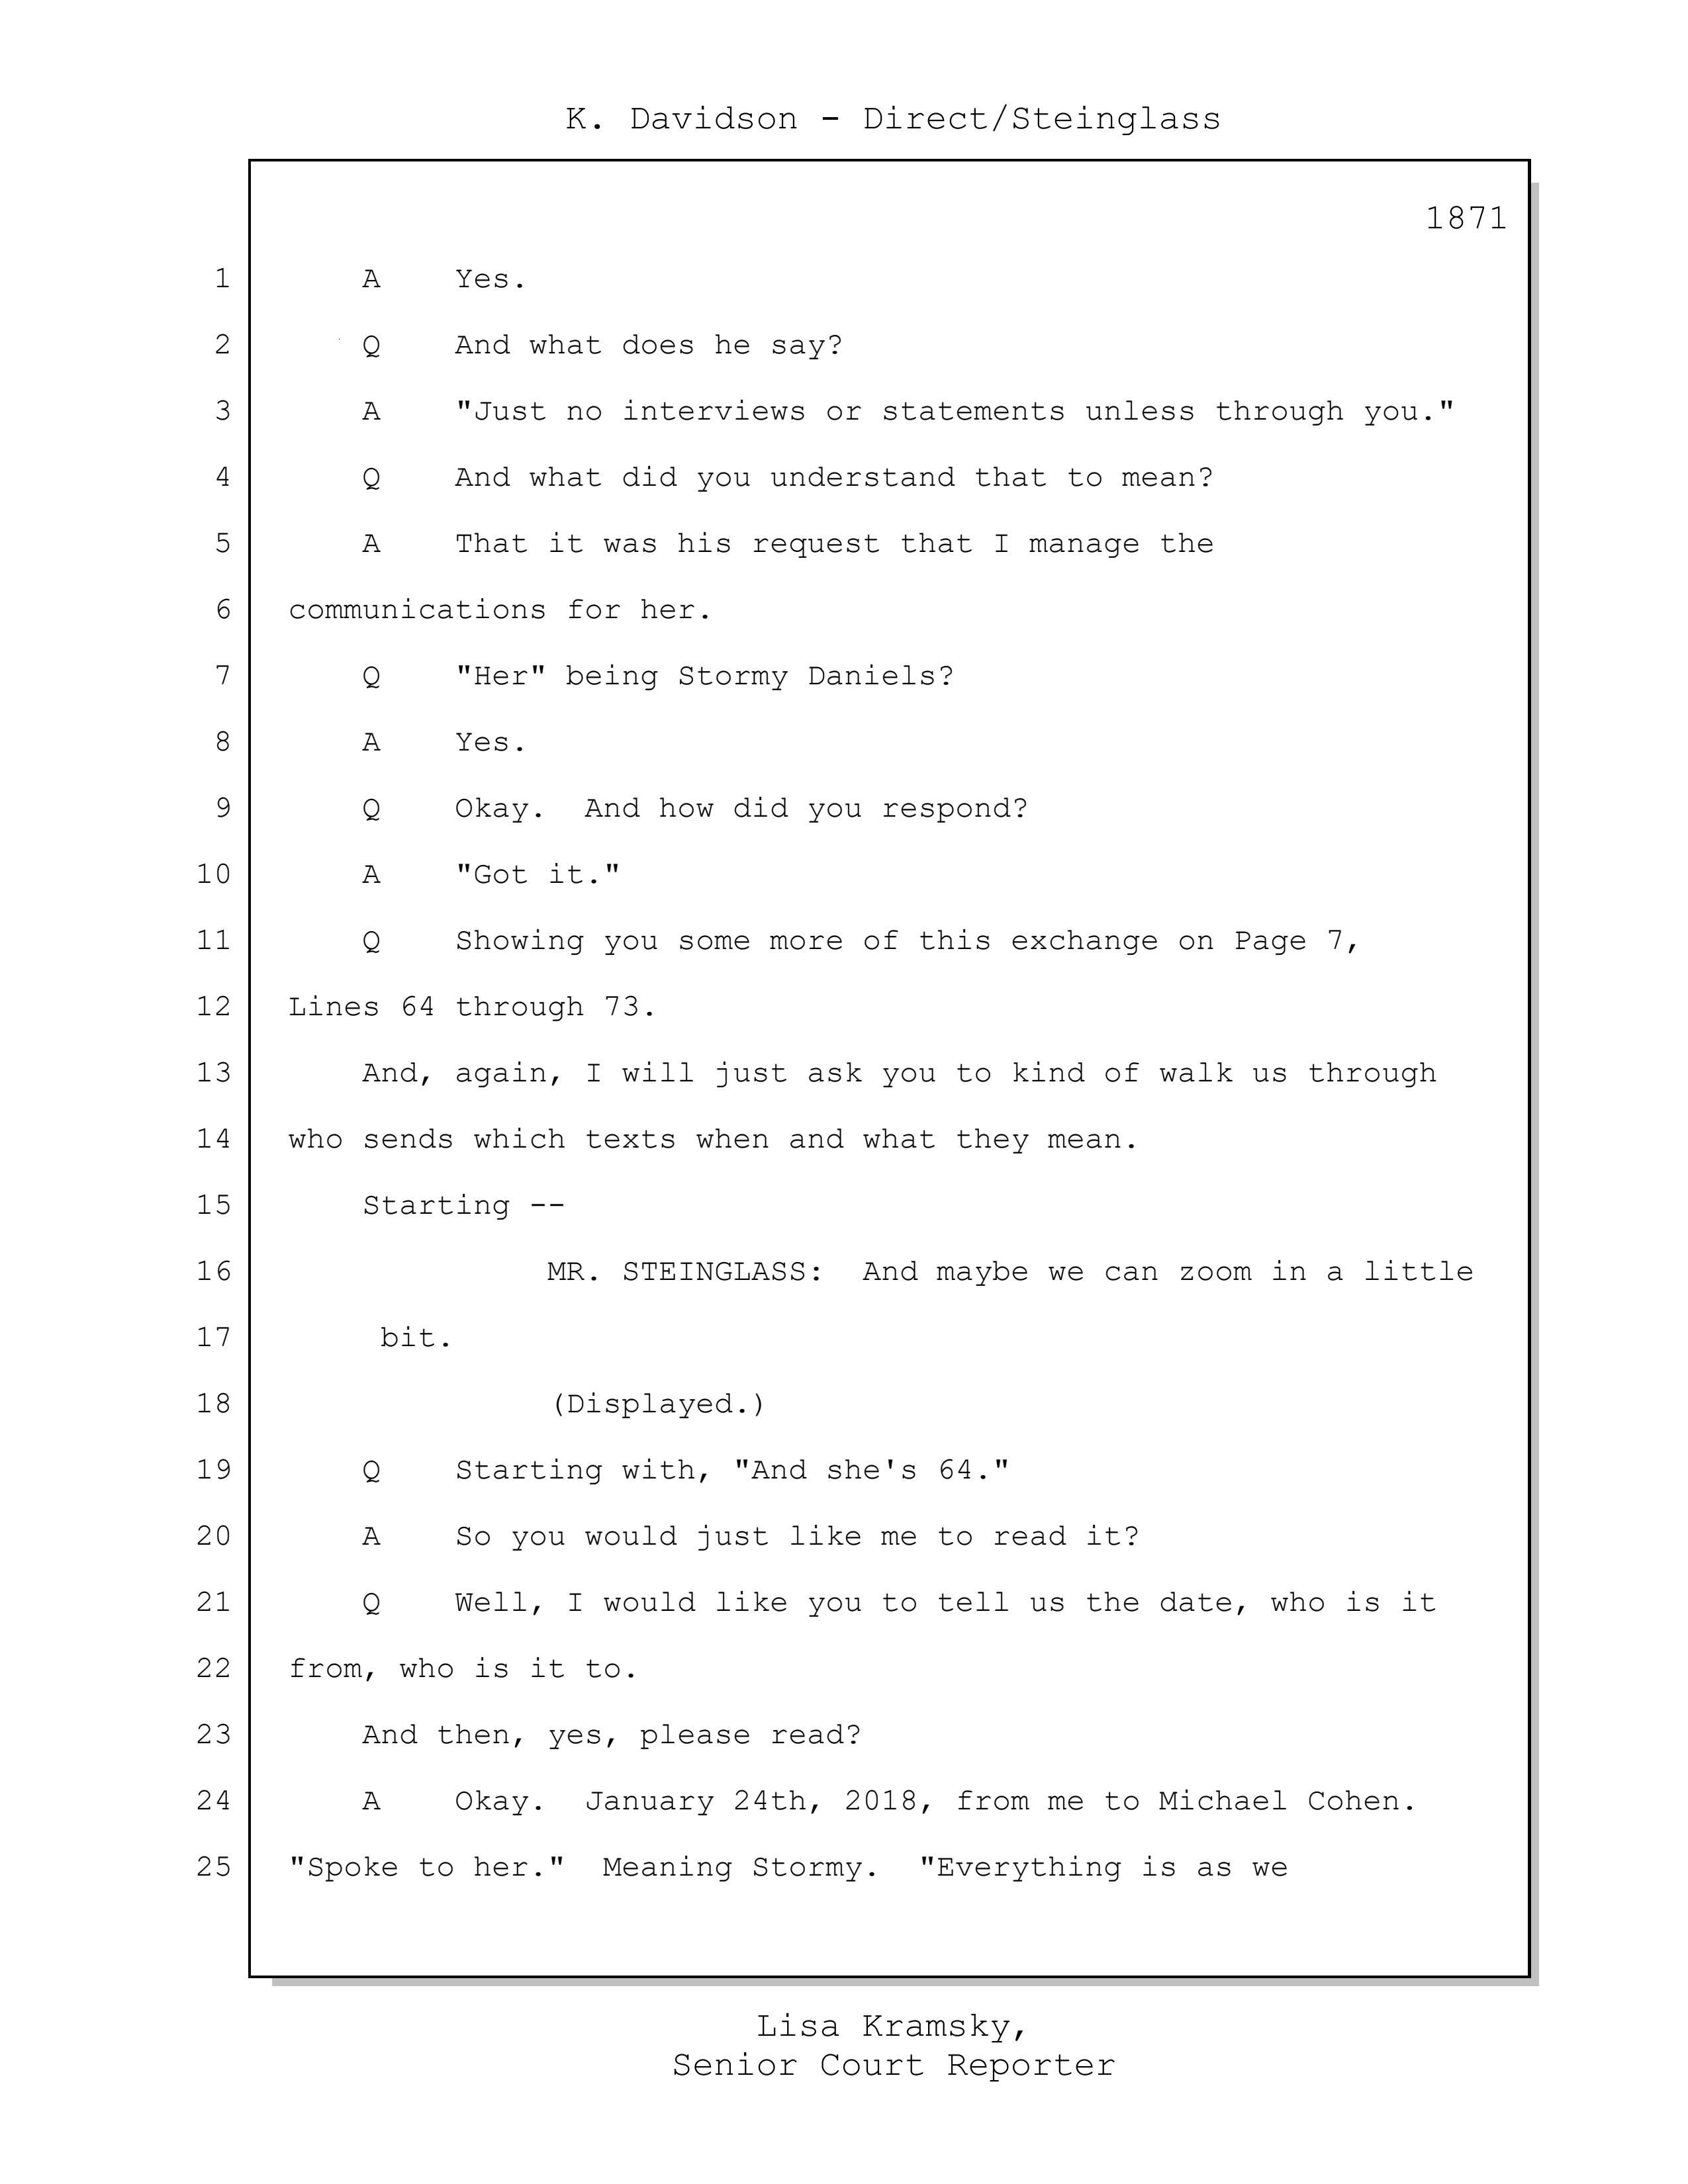 K. Davidson - Direct/Steinglass
1871
1 A Yes.
2 Q And what does he say?
3 A "Just no interviews or statements unless through you."
4 Q And what did you understand that to mean?
5 A That it was his request that I manage the
6 communications for her.
7 Q "Her" being Stormy Daniels?
8 A Yes.
9 Q Okay.  And how did you respond?
10 A "Got it."
11 Q Showing you some more of this exchange on Page 7,
12 Lines 64 through 73.
13 And, again, I will just ask you to kind of walk us through
14 who sends which texts when and what they mean.
15 Starting --
16 MR. STEINGLASS:  And maybe we can zoom in a little
17 bit.
18 (Displayed.)
19 Q Starting with, "And she's 64."
20 A So you would just like me to read it?
21 Q Well, I would like you to tell us the date, who is it
22 from, who is it to.
23 And then, yes, please read?
24 A Okay.  January 24th, 2018, from me to Michael Cohen.
25 "Spoke to her."  Meaning Stormy.  "Everything is as we
Lisa Kramsky,
Senior Court Reporter